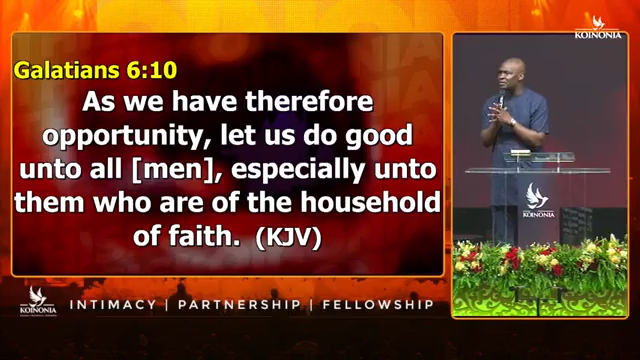 KOINONIA
Galatians 6:10
As we have therefore
opportunity, let us do good
unto all [men], especially unto
them who are of the household
of faith. (KJV)
KOINONIA
KOINONIA
INTIMACY | PARTNERSHIP | FELLOWSHIP